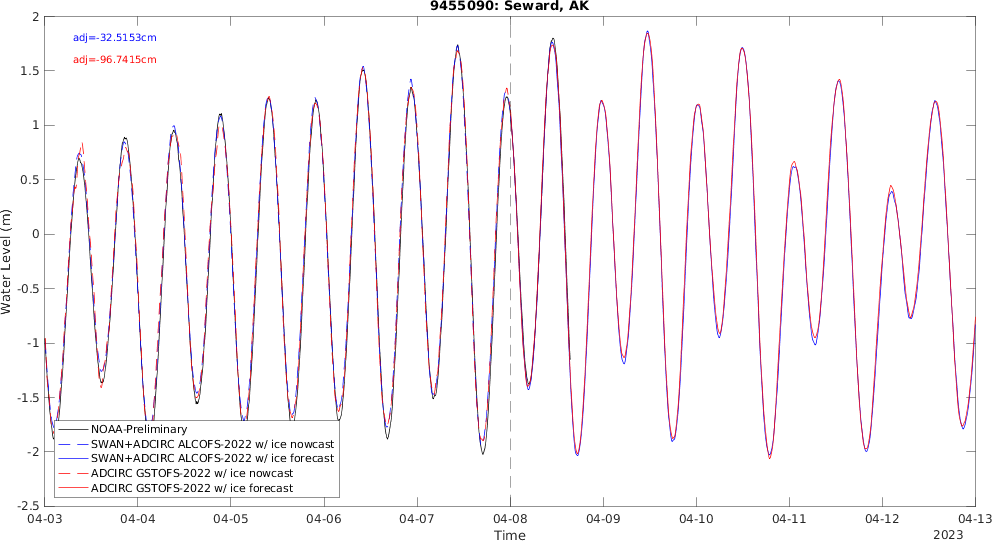 9455090: Seward, AK
adj=-32.5153cm
adj=-96.7415cm
Water Level (m)
2
1.5
1
0.5
0
-0.5
-1
-1.5
-2
-2.5
NOAA-Preliminary
SWAN+ADCIRC ALCOFS-2022 w/ ice nowcast
SWAN+ADCIRC ALCOFS-2022 w/ ice forecast
ADCIRC GSTOFS-2022 w/ ice nowcast
ADCIRC GSTOFS-2022 w/ ice forecast
04-03 04-04 04-05 04-06 04-07 04-08 04-09 04-10 04-11 04-12 04-13
Time
2023